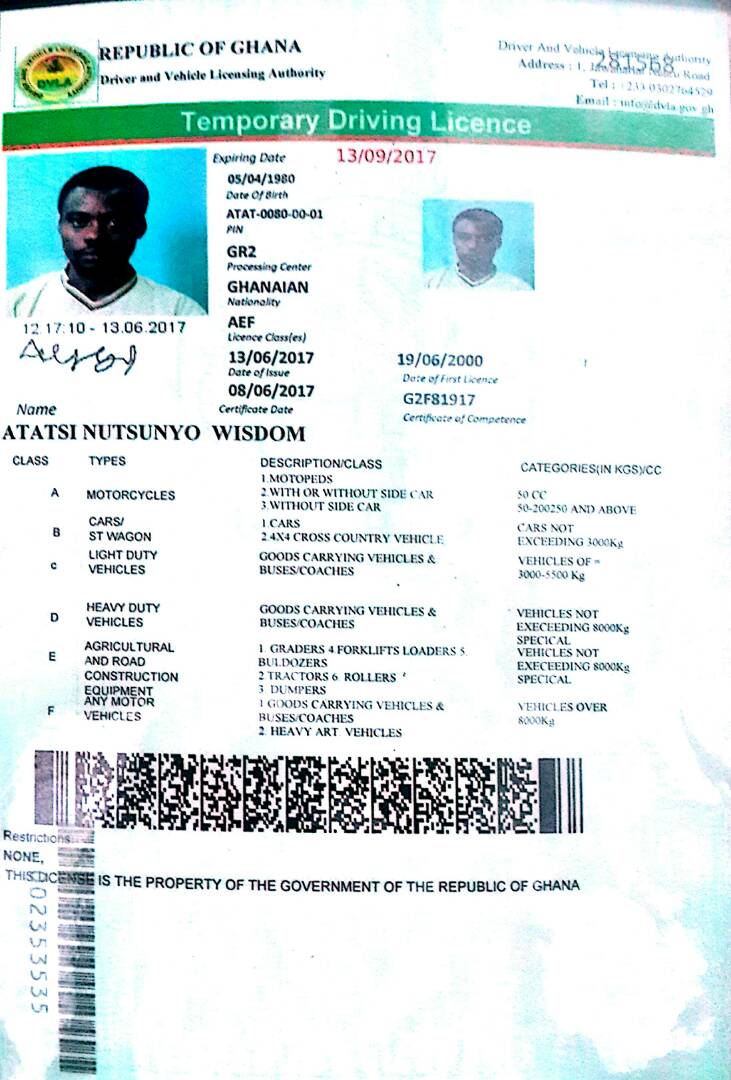 REPUBLIC OF GHANA
Driver and Vehicle Licensing Authority
DVLA
Driver And Vehicle Licensing Authority
281568
Address : 1, Road
Tel : +233 0302764529
Email : info@dvla.gov.gh
Temporary Driving Licence
Expiring Date 13/09/2017
05/04/1980
Date Of Birth
ATAT-0080-00-01
PIN
GR2
Processing Center
GHANAIAN
Nationality
AEF
Licence Class(es)
12:17:10 - 13.06.2017
13/06/2017
Date of Issue
19/06/2000
Date of First Licence
08/06/2017
Certificate Date
G2F81917
Certificate of Competence
Name
ATATSI NUTSUNYO WISDOM
CLASS TYPES DESCRIPTION/CLASS CATEGORIES(IN KGS)/CC
A MOTORCYCLES
1.MOTOPEDS
2.WITH OR WITHOUT SIDE CAR
3.WITHOUT SIDE CAR
50 CC
50-200250 AND ABOVE
B CARS/
ST WAGON
1.CARS
2.4X4 CROSS COUNTRY VEHICLE
CARS NOT
EXCEEDING 3000Kg
C LIGHT DUTY
VEHICLES
GOODS CARRYING VEHICLES &
BUSES/COACHES
VEHICLES OF =
3000-5500 Kg
D HEAVY DUTY
VEHICLES
GOODS CARRYING VEHICLES &
BUSES/COACHES
VEHICLES NOT
EXECEEDING 8000Kg
SPECICAL
E AGRICULTURAL
AND ROAD
CONSTRUCTION
EQUIPMENT
1. GRADERS 4 FORKLIFTS LOADERS 5.
BULDOZERS
2 TRACTORS 6 ROLLERS
3. DUMPERS
VEHICLES NOT
EXECEEDING 8000Kg
SPECICAL
F ANY MOTOR
VEHICLES
1 GOODS CARRYING VEHICLES &
BUSES/COACHES
2. HEAVY ART. VEHICLES
VEHICLES OVER
8000Kg
Restrictions:
NONE,
THIS LICENSE IS THE PROPERTY OF THE GOVERNMENT OF THE REPUBLIC OF GHANA
02353535